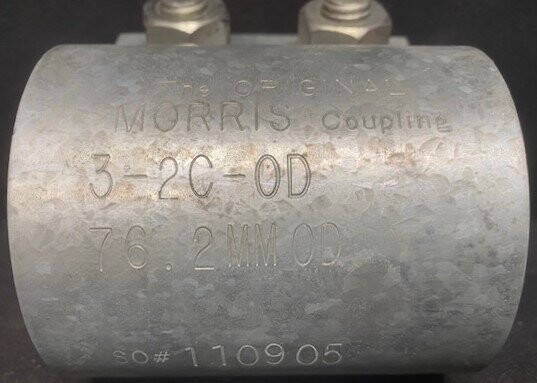 The ORIGINAL
MORRIS Coupling
3-2C-OD
76.2MM OD
SO# 110905